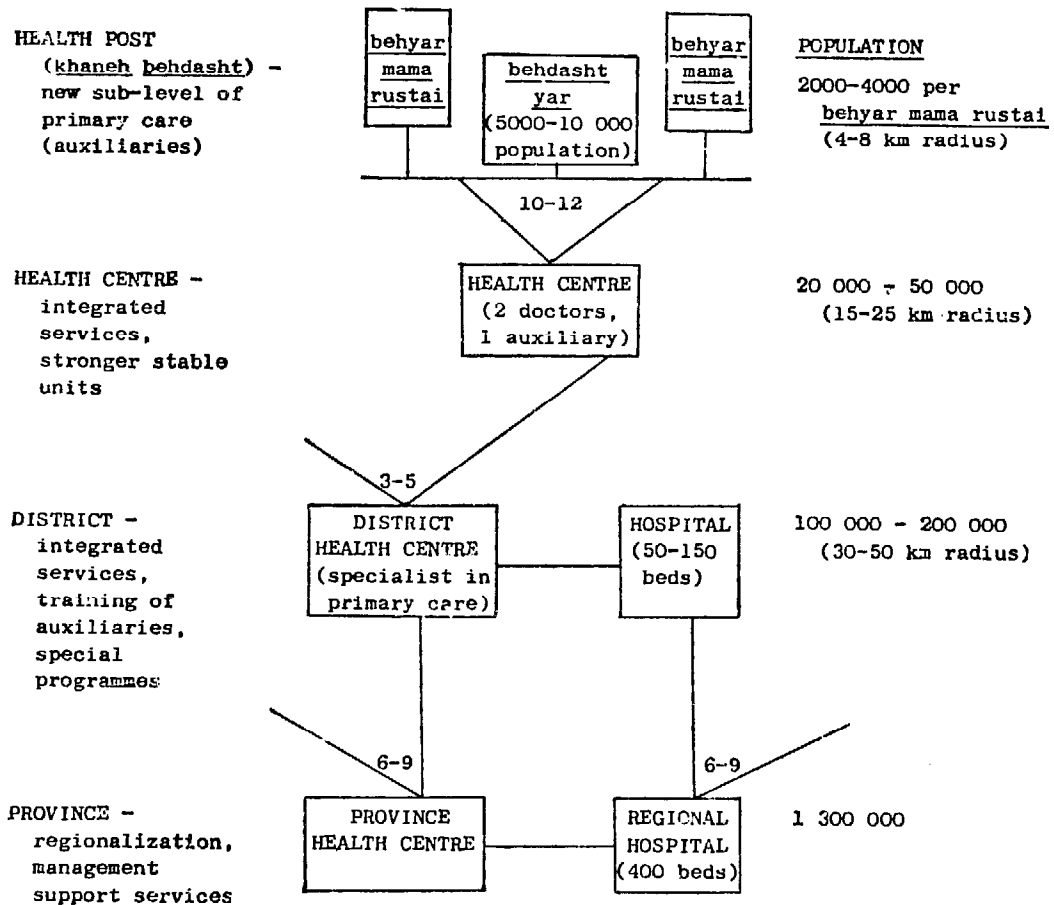 HEALTH POST
(khaneh behdasht) -
new sub-level of
primary care
(auxiliaries)
behyar
mama
rustai
behdasht
yar
(5000-10 000
population)
behyar
mama
rustai
POPULATION
2000-4000 per
behyar mama rustai
(4-8 km radius)
10-12
HEALTH CENTRE -
integrated
services,
stronger stable
units
HEALTH CENTRE
(2 doctors,
1 auxiliary)
20 000 - 50 000
(15-25 km radius)
3-5
DISTRICT -
integrated
services,
training of
auxiliaries,
special
programmes
DISTRICT
HEALTH CENTRE
(specialist in
primary care)
HOSPITAL
(50-150
beds)
100 000 - 200 000
(30-50 km radius)
6-9
6-9
PROVINCE -
regionalization,
management
support services
PROVINCE
HEALTH CENTRE
REGIONAL
HOSPITAL
(400 beds)
1 300 000